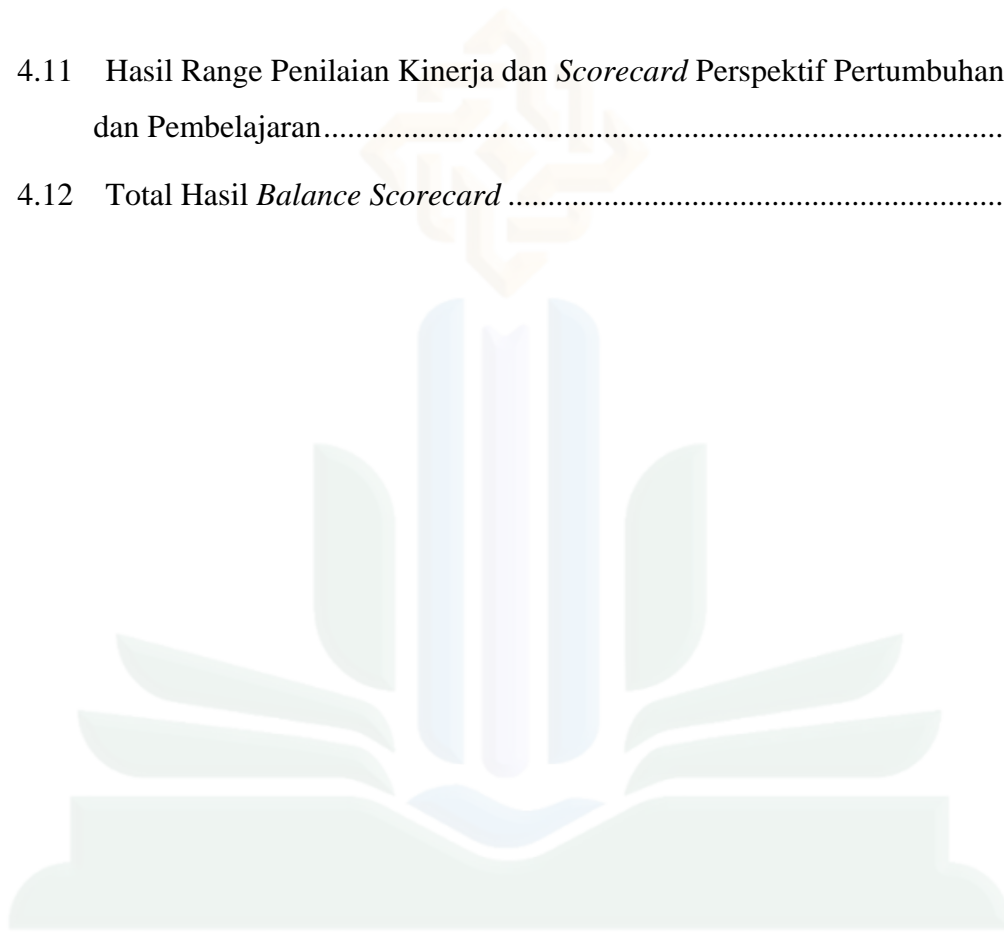 4.11 Hasil Range Penilaian Kinerja dan Scorecard Perspektif Pertumbuhan
dan Pembelajaran....................................................................................
4.12 Total Hasil Balance Scorecard .............................................................